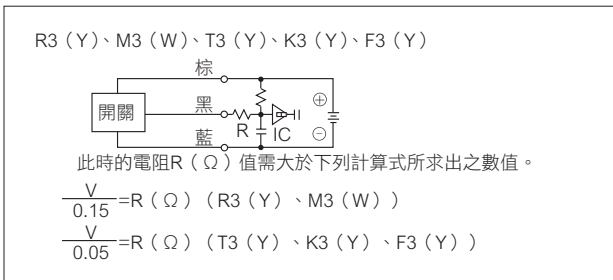 R3（Y）、M3（W）、T3（Y）、K3（Y）、F3（Y）
棕
開關
黑
R
IC
⊕
⊖
藍
此時的電阻R（Ω）值需大於下列計算式所求出之數值。
V/0.15=R（Ω）（R3（Y）、M3（W））
V/0.05=R（Ω）（T3（Y）、K3（Y）、F3（Y））